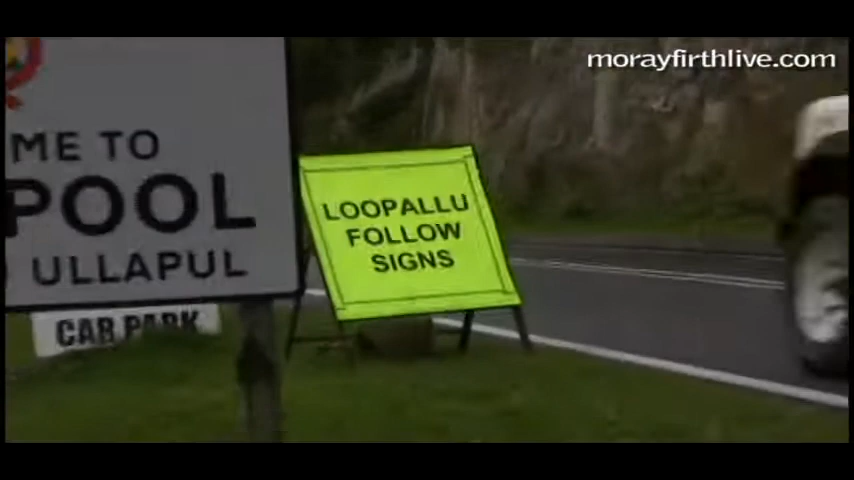 morayfirthlive.com
ME TO
POOL
ULLAPUL
CAR PARK
LOOPALLU
FOLLOW
SIGNS